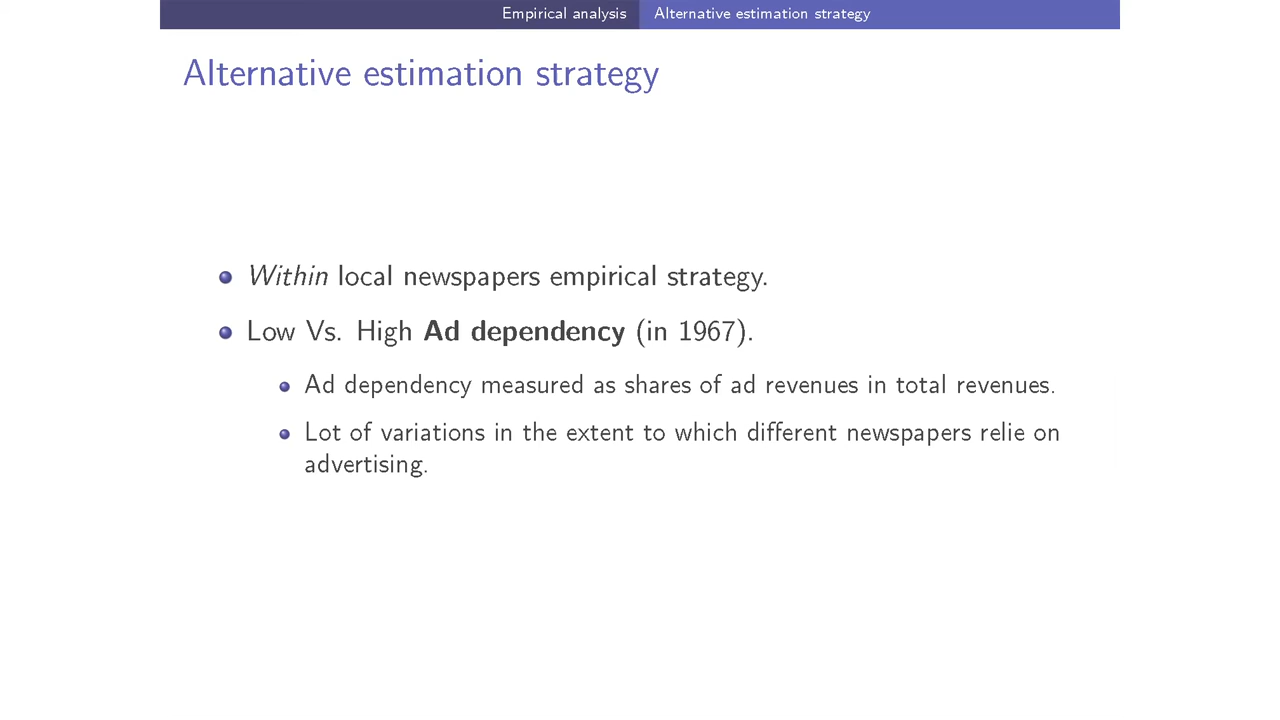 Empirical analysis Alternative estimation strategy
Alternative estimation strategy
Within local newspapers empirical strategy.
Low Vs. High Ad dependency (in 1967).
Ad dependency measured as shares of ad revenues in total revenues.
Lot of variations in the extent to which different newspapers relie on
advertising.